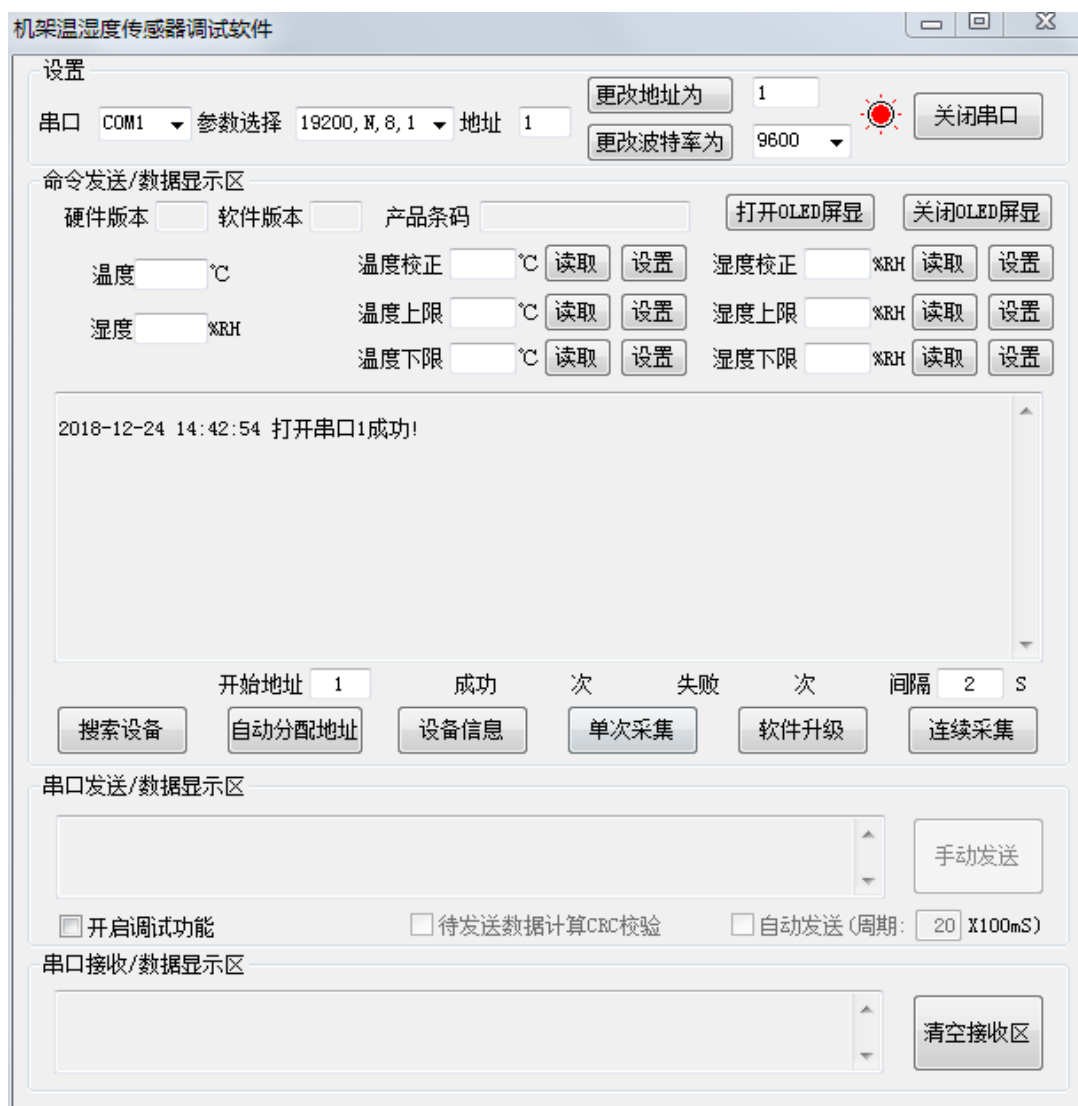 机架温湿度传感器调试软件
设置
更改地址为 1
串口 COM1 参数选择 19200,N,8,1 地址 1 关闭串口
更改波特率为 9600
命令发送/数据显示区
硬件版本 软件版本 产品条码 打开OLED屏显 关闭OLED屏显
温度 ℃ 温度校正 ℃ 读取 设置 湿度校正 %RH 读取 设置
湿度 %RH 温度上限 ℃ 读取 设置 湿度上限 %RH 读取 设置
温度下限 ℃ 读取 设置 湿度下限 %RH 读取 设置
2018-12-24 14:42:54 打开串口1成功!
开始地址 1 成功 次 失败 次 间隔 2 S
搜索设备 自动分配地址 设备信息 单次采集 软件升级 连续采集
串口发送/数据显示区
手动发送
开启调试功能 待发送数据计算CRC校验 自动发送(周期: 20 X100mS)
串口接收/数据显示区
清空接收区